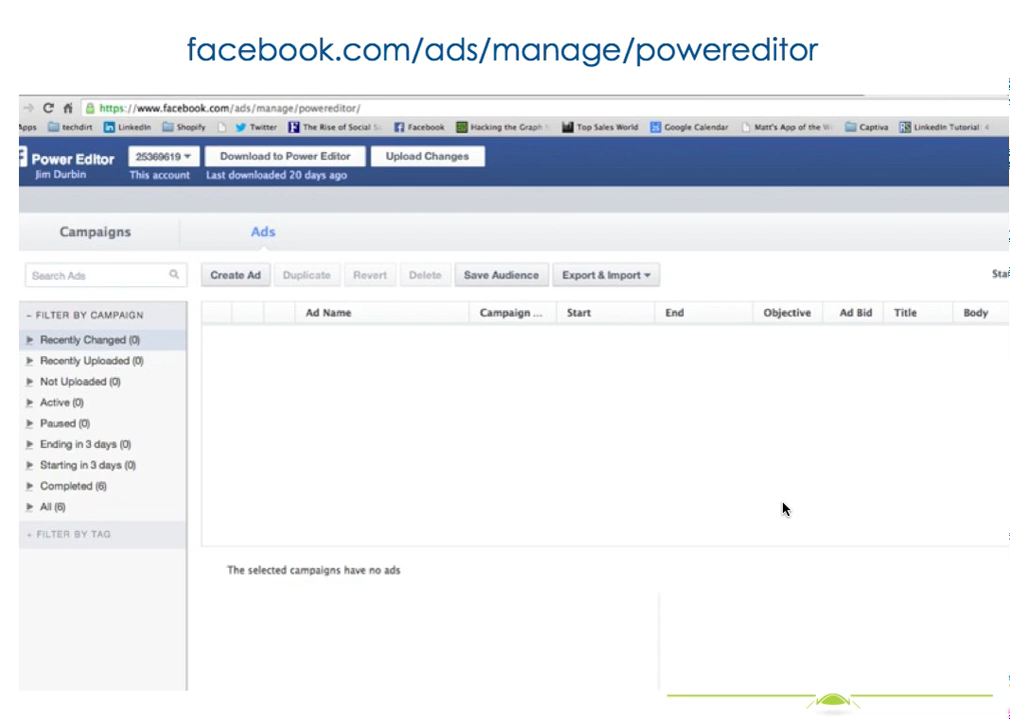 facebook.com/ads/manage/powereditor
https://www.facebook.com/ads/manage/powereditor/
Apps techdirt LinkedIn Shopify Twitter The Rise of Social Facebook Hacking the Graph Top Sales World Google Calendar Matt's App of the Captiva LinkedIn Tutorial:
Power Editor 25369619 Download to Power Editor Upload Changes
Jim Durbin This account Last downloaded 20 days ago
Campaigns Ads
Search Ads Create Ad Duplicate Revert Delete Save Audience Export & Import
– FILTER BY CAMPAIGN Ad Name Campaign ... Start End Objective Ad Bid Title Body
Recently Changed (0)
Recently Uploaded (0)
Not Uploaded (0)
Active (0)
Paused (0)
Ending in 3 days (0)
Starting in 3 days (0)
Completed (6)
All (6)
+ FILTER BY TAG
The selected campaigns have no ads